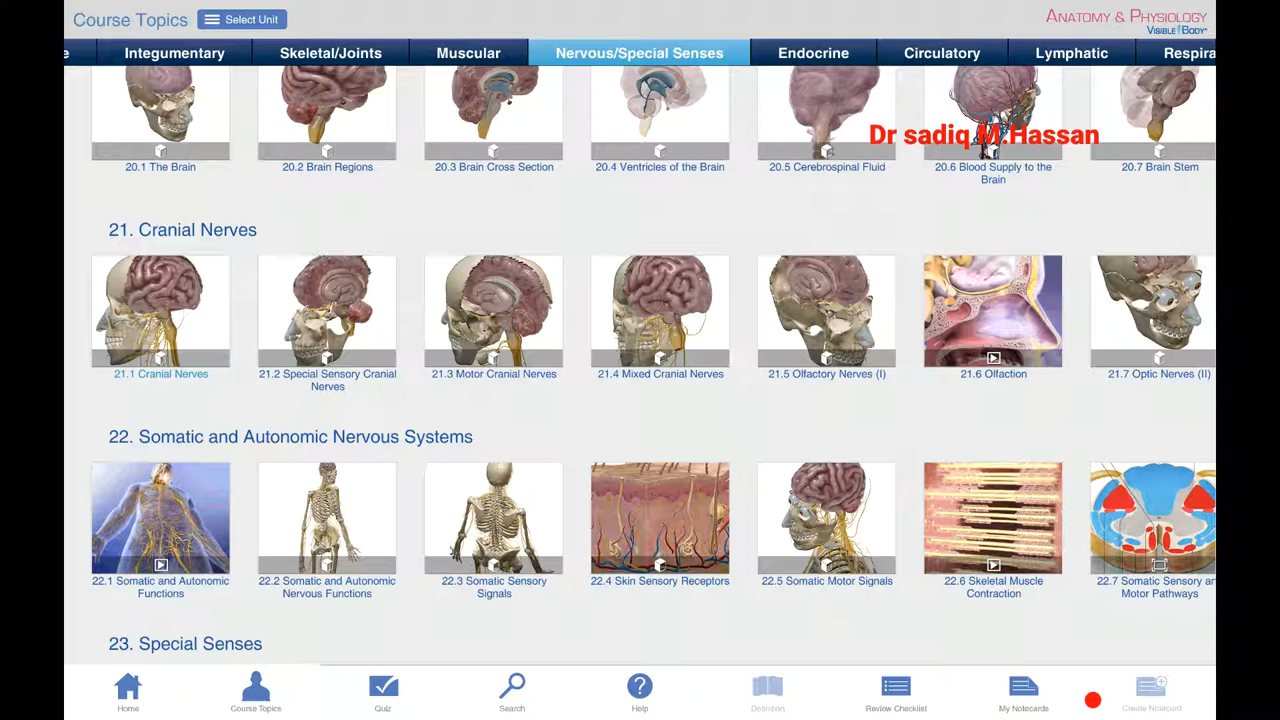 Course Topics
Select Unit
ANATOMY & PHYSIOLOGY
VISIBLE BODY®
e
Integumentary
Skeletal/Joints
Muscular
Nervous/Special Senses
Endocrine
Circulatory
Lymphatic
Respira
Dr sadiq M.Hassan
20.1 The Brain
20.2 Brain Regions
20.3 Brain Cross Section
20.4 Ventricles of the Brain
20.5 Cerebrospinal Fluid
20.6 Blood Supply to the
Brain
20.7 Brain Stem
21. Cranial Nerves
21.1 Cranial Nerves
21.2 Special Sensory Cranial
Nerves
21.3 Motor Cranial Nerves
21.4 Mixed Cranial Nerves
21.5 Olfactory Nerves (I)
21.6 Olfaction
21.7 Optic Nerves (II)
22. Somatic and Autonomic Nervous Systems
22.1 Somatic and Autonomic
Functions
22.2 Somatic and Autonomic
Nervous Functions
22.3 Somatic Sensory
Signals
22.4 Skin Sensory Receptors
22.5 Somatic Motor Signals
22.6 Skeletal Muscle
Contraction
22.7 Somatic Sensory an
Motor Pathways
23. Special Senses
Home
Course Topics
Quiz
Search
Help
Definition
Review Checklist
My Notecards
Create Notecard